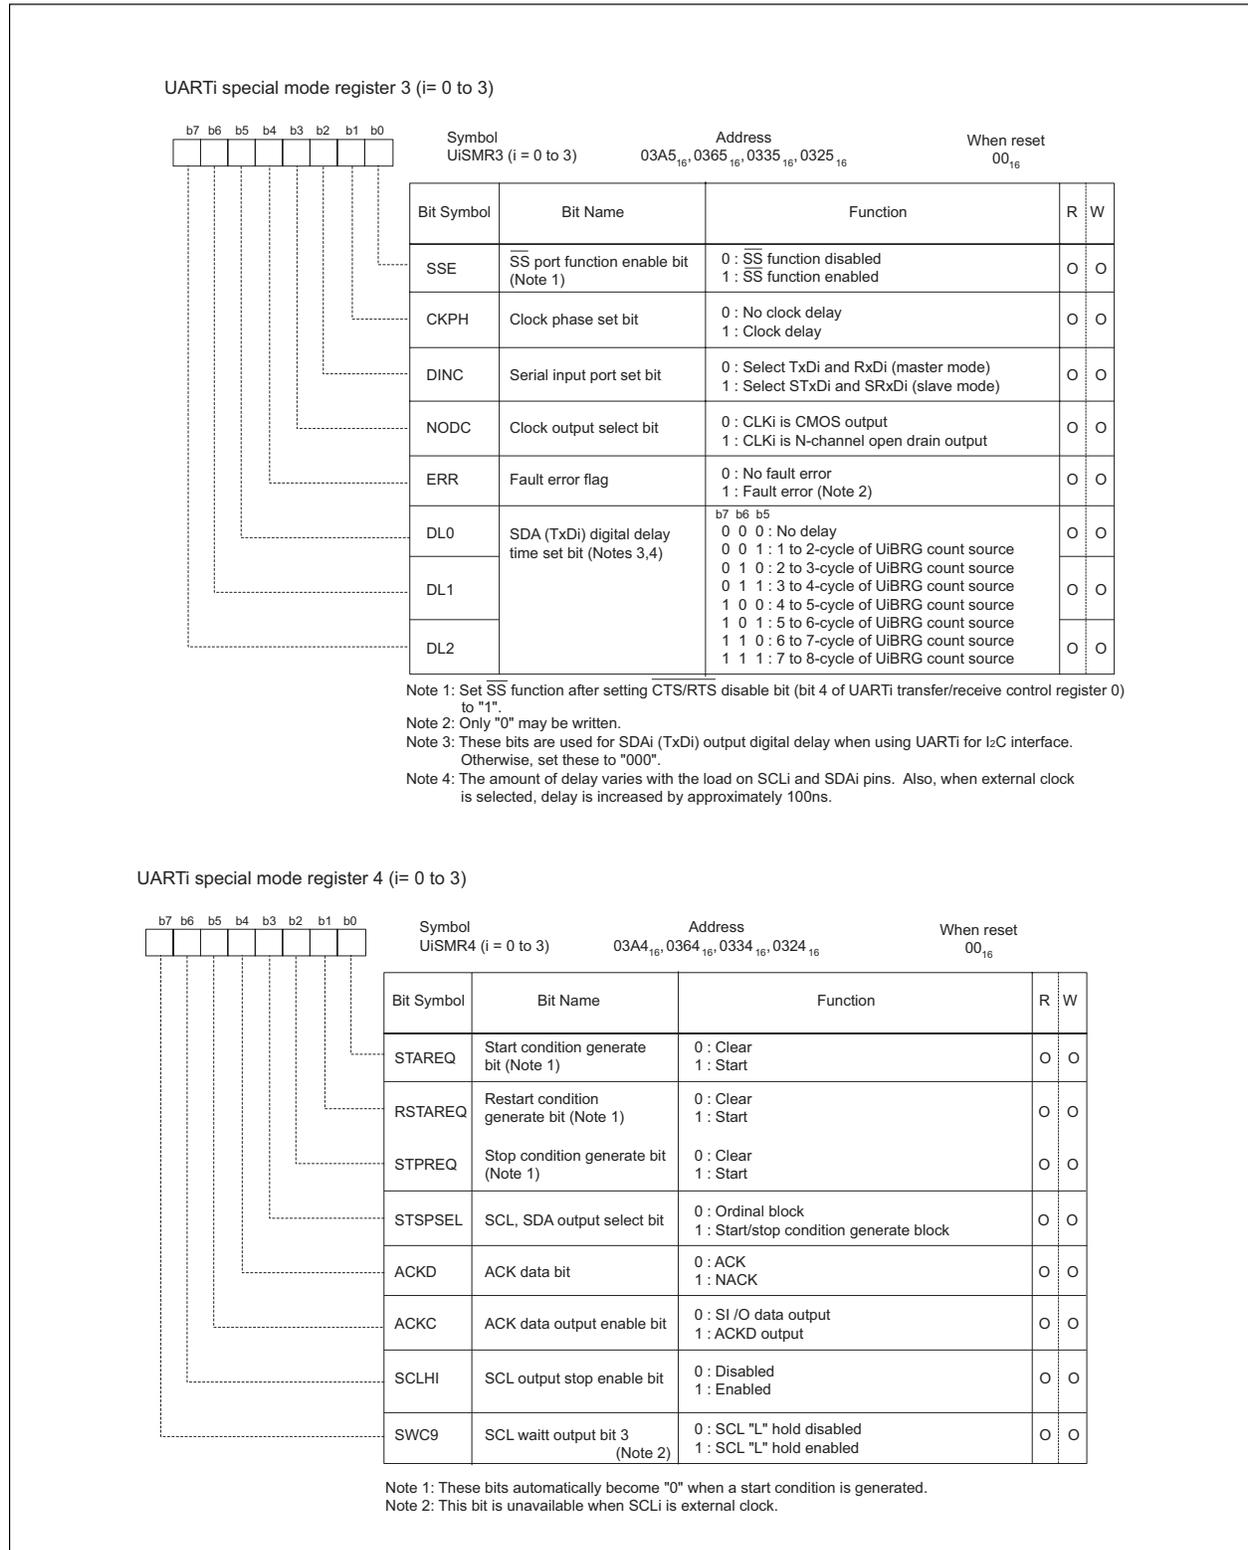 UARTi special mode register 3 (i= 0 to 3)
b7 b6 b5 b4 b3 b2 b1 b0
Symbol Address When reset
UiSMR3 (i = 0 to 3) 03A5₁₆, 0365₁₆, 0335₁₆, 0325₁₆ 00₁₆
Bit Symbol Bit Name Function R W
SSE S̅S̅ port function enable bit (Note 1) 0 : S̅S̅ function disabled O O
1 : S̅S̅ function enabled
CKPH Clock phase set bit 0 : No clock delay O O
1 : Clock delay
DINC Serial input port set bit 0 : Select TxDi and RxDi (master mode) O O
1 : Select STxDi and SRxDi (slave mode)
NODC Clock output select bit 0 : CLKi is CMOS output O O
1 : CLKi is N-channel open drain output
ERR Fault error flag 0 : No fault error O O
1 : Fault error (Note 2)
b7 b6 b5
DL0 SDA (TxDi) digital delay 0 0 0 : No delay O O
time set bit (Notes 3,4) 0 0 1 : 1 to 2-cycle of UiBRG count source
0 1 0 : 2 to 3-cycle of UiBRG count source
DL1 0 1 1 : 3 to 4-cycle of UiBRG count source O O
1 0 0 : 4 to 5-cycle of UiBRG count source
1 0 1 : 5 to 6-cycle of UiBRG count source
DL2 1 1 0 : 6 to 7-cycle of UiBRG count source O O
1 1 1 : 7 to 8-cycle of UiBRG count source
Note 1: Set S̅S̅ function after setting C̅T̅S̅/̅R̅T̅S̅ disable bit (bit 4 of UARTi transfer/receive control register 0)
to "1".
Note 2: Only "0" may be written.
Note 3: These bits are used for SDAi (TxDi) output digital delay when using UARTi for I2C interface.
Otherwise, set these to "000".
Note 4: The amount of delay varies with the load on SCLi and SDAi pins. Also, when external clock
is selected, delay is increased by approximately 100ns.
UARTi special mode register 4 (i= 0 to 3)
b7 b6 b5 b4 b3 b2 b1 b0
Symbol Address When reset
UiSMR4 (i = 0 to 3) 03A4₁₆, 0364₁₆, 0334₁₆, 0324₁₆ 00₁₆
Bit Symbol Bit Name Function R W
STAREQ Start condition generate 0 : Clear O O
bit (Note 1) 1 : Start
RSTAREQ Restart condition 0 : Clear O O
generate bit (Note 1) 1 : Start
STPREQ Stop condition generate bit 0 : Clear O O
(Note 1) 1 : Start
STSPSEL SCL, SDA output select bit 0 : Ordinal block O O
1 : Start/stop condition generate block
ACKD ACK data bit 0 : ACK O O
1 : NACK
ACKC ACK data output enable bit 0 : SI /O data output O O
1 : ACKD output
SCLHI SCL output stop enable bit 0 : Disabled O O
1 : Enabled
SWC9 SCL waitt output bit 3 0 : SCL "L" hold disabled O O
(Note 2) 1 : SCL "L" hold enabled
Note 1: These bits automatically become "0" when a start condition is generated.
Note 2: This bit is unavailable when SCLi is external clock.